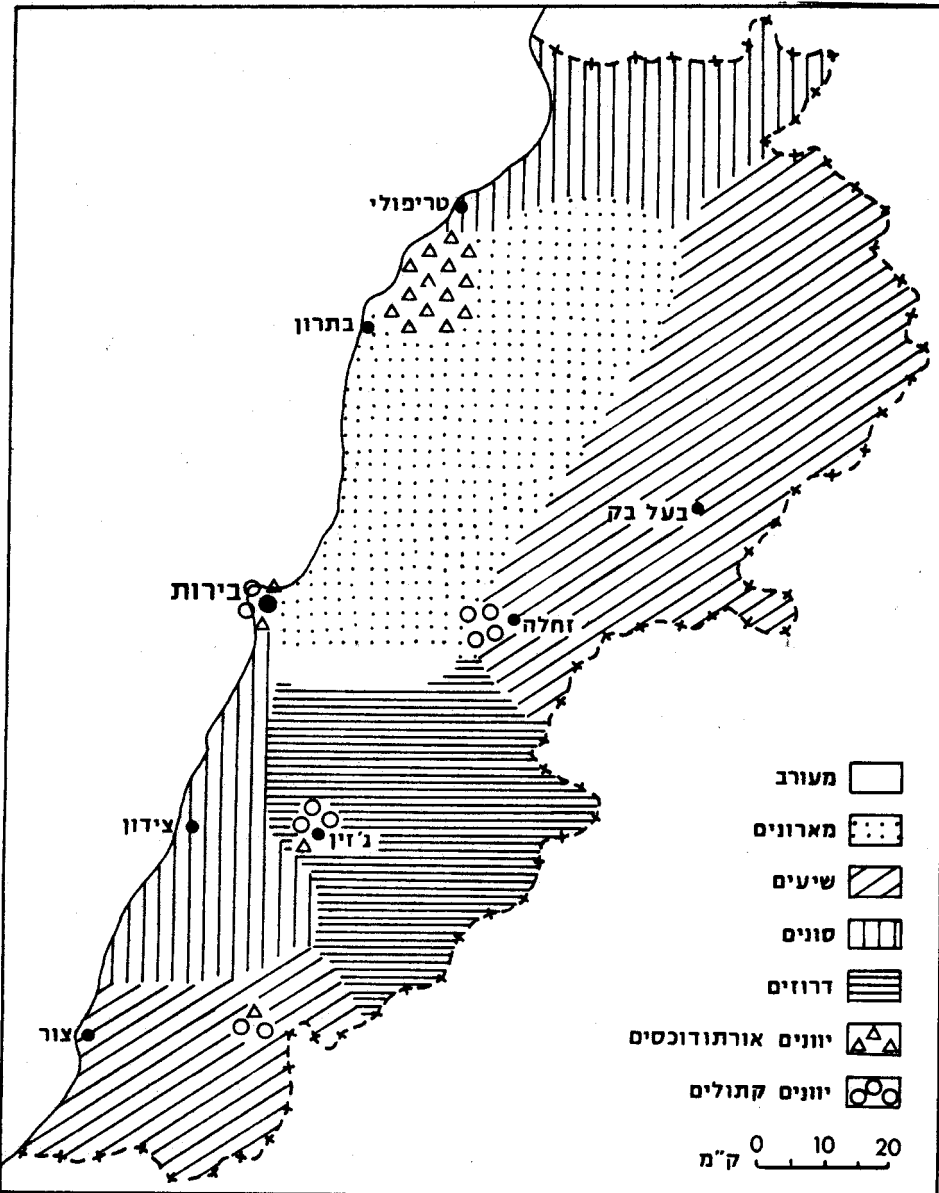 טריפולי
בתרון
בעל בק
בירות
זחלה
צידון
ג'זין
צור
מעורב
מארונים
שיעים
סונים
דרוזים
יוונים אורתודוכסים
יוונים קתולים
ק"מ 0 10 20